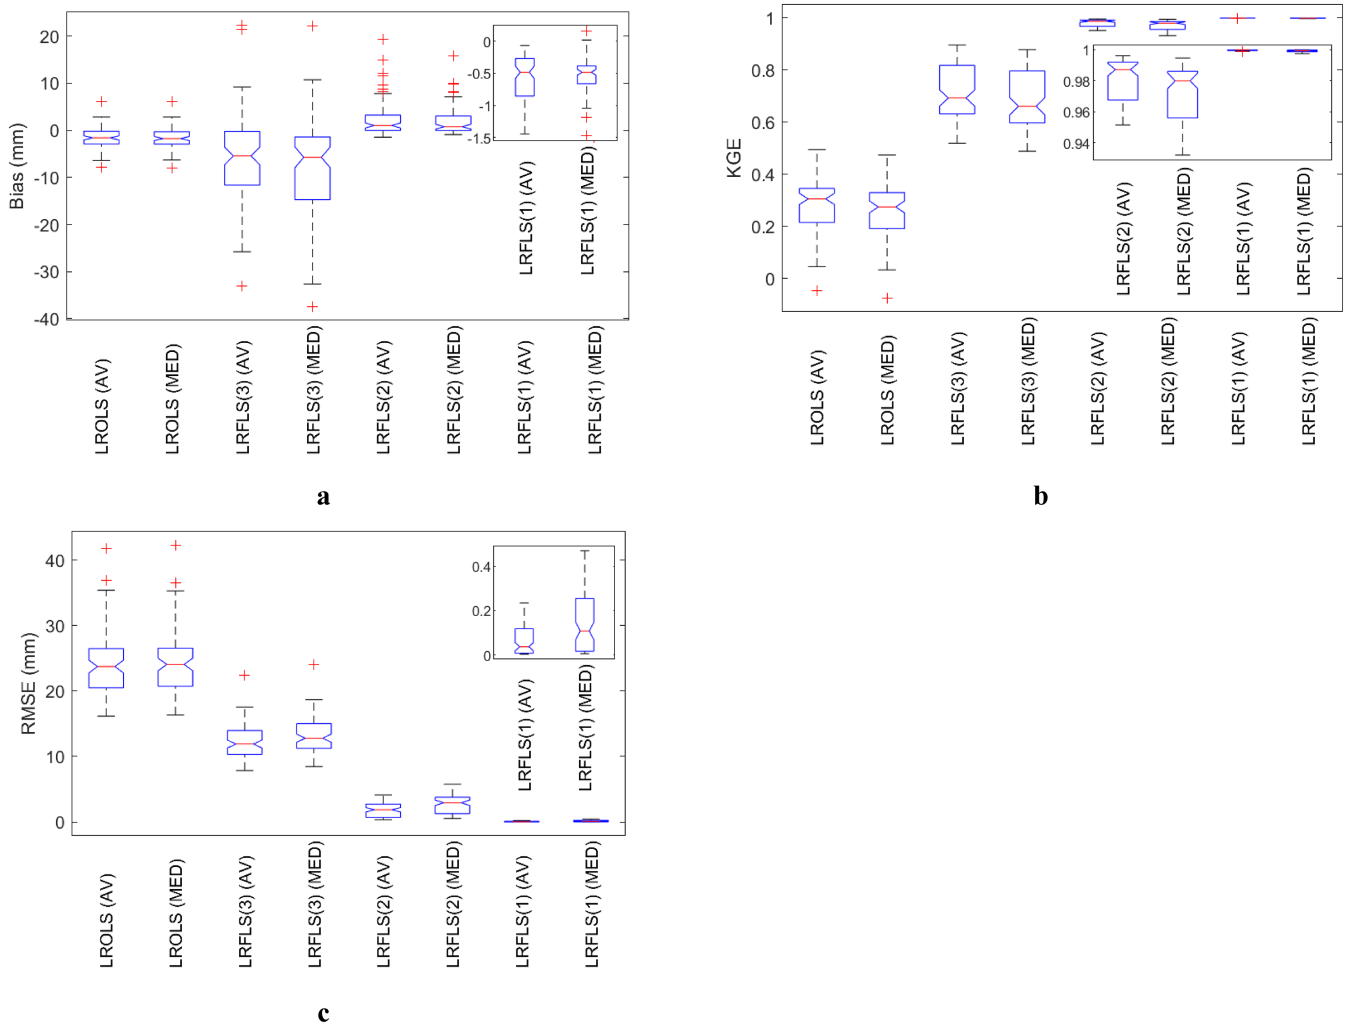 20
10
0
-10
-20
-30
-40
Bias (mm)
0
-0.5
-1
-1.5
LRFLS(1) (AV)
LRFLS(1) (MED)
LROLS (AV)
LROLS (MED)
LRFLS(3) (AV)
LRFLS(3) (MED)
LRFLS(2) (AV)
LRFLS(2) (MED)
LRFLS(1) (AV)
LRFLS(1) (MED)
a
1
0.8
0.6
0.4
0.2
0
KGE
1
0.98
0.96
0.94
LRFLS(2) (AV)
LRFLS(2) (MED)
LRFLS(1) (AV)
LRFLS(1) (MED)
LROLS (AV)
LROLS (MED)
LRFLS(3) (AV)
LRFLS(3) (MED)
LRFLS(2) (AV)
LRFLS(2) (MED)
LRFLS(1) (AV)
LRFLS(1) (MED)
b
40
30
20
10
0
RMSE (mm)
0.4
0.2
0
LRFLS(1) (AV)
LRFLS(1) (MED)
LROLS (AV)
LROLS (MED)
LRFLS(3) (AV)
LRFLS(3) (MED)
LRFLS(2) (AV)
LRFLS(2) (MED)
LRFLS(1) (AV)
LRFLS(1) (MED)
c